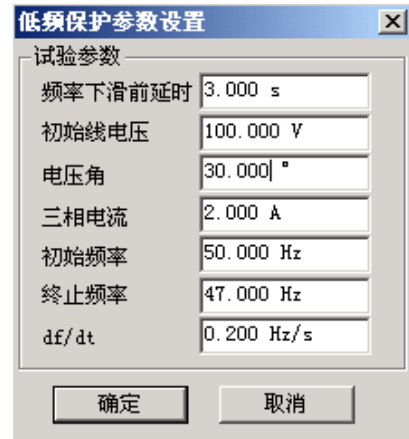 低频保护参数设置
试验参数
频率下滑前延时 3.000 s
初始线电压 100.000 V
电压角 30.000 °
三相电流 2.000 A
初始频率 50.000 Hz
终止频率 47.000 Hz
df/dt 0.200 Hz/s
确定 取消